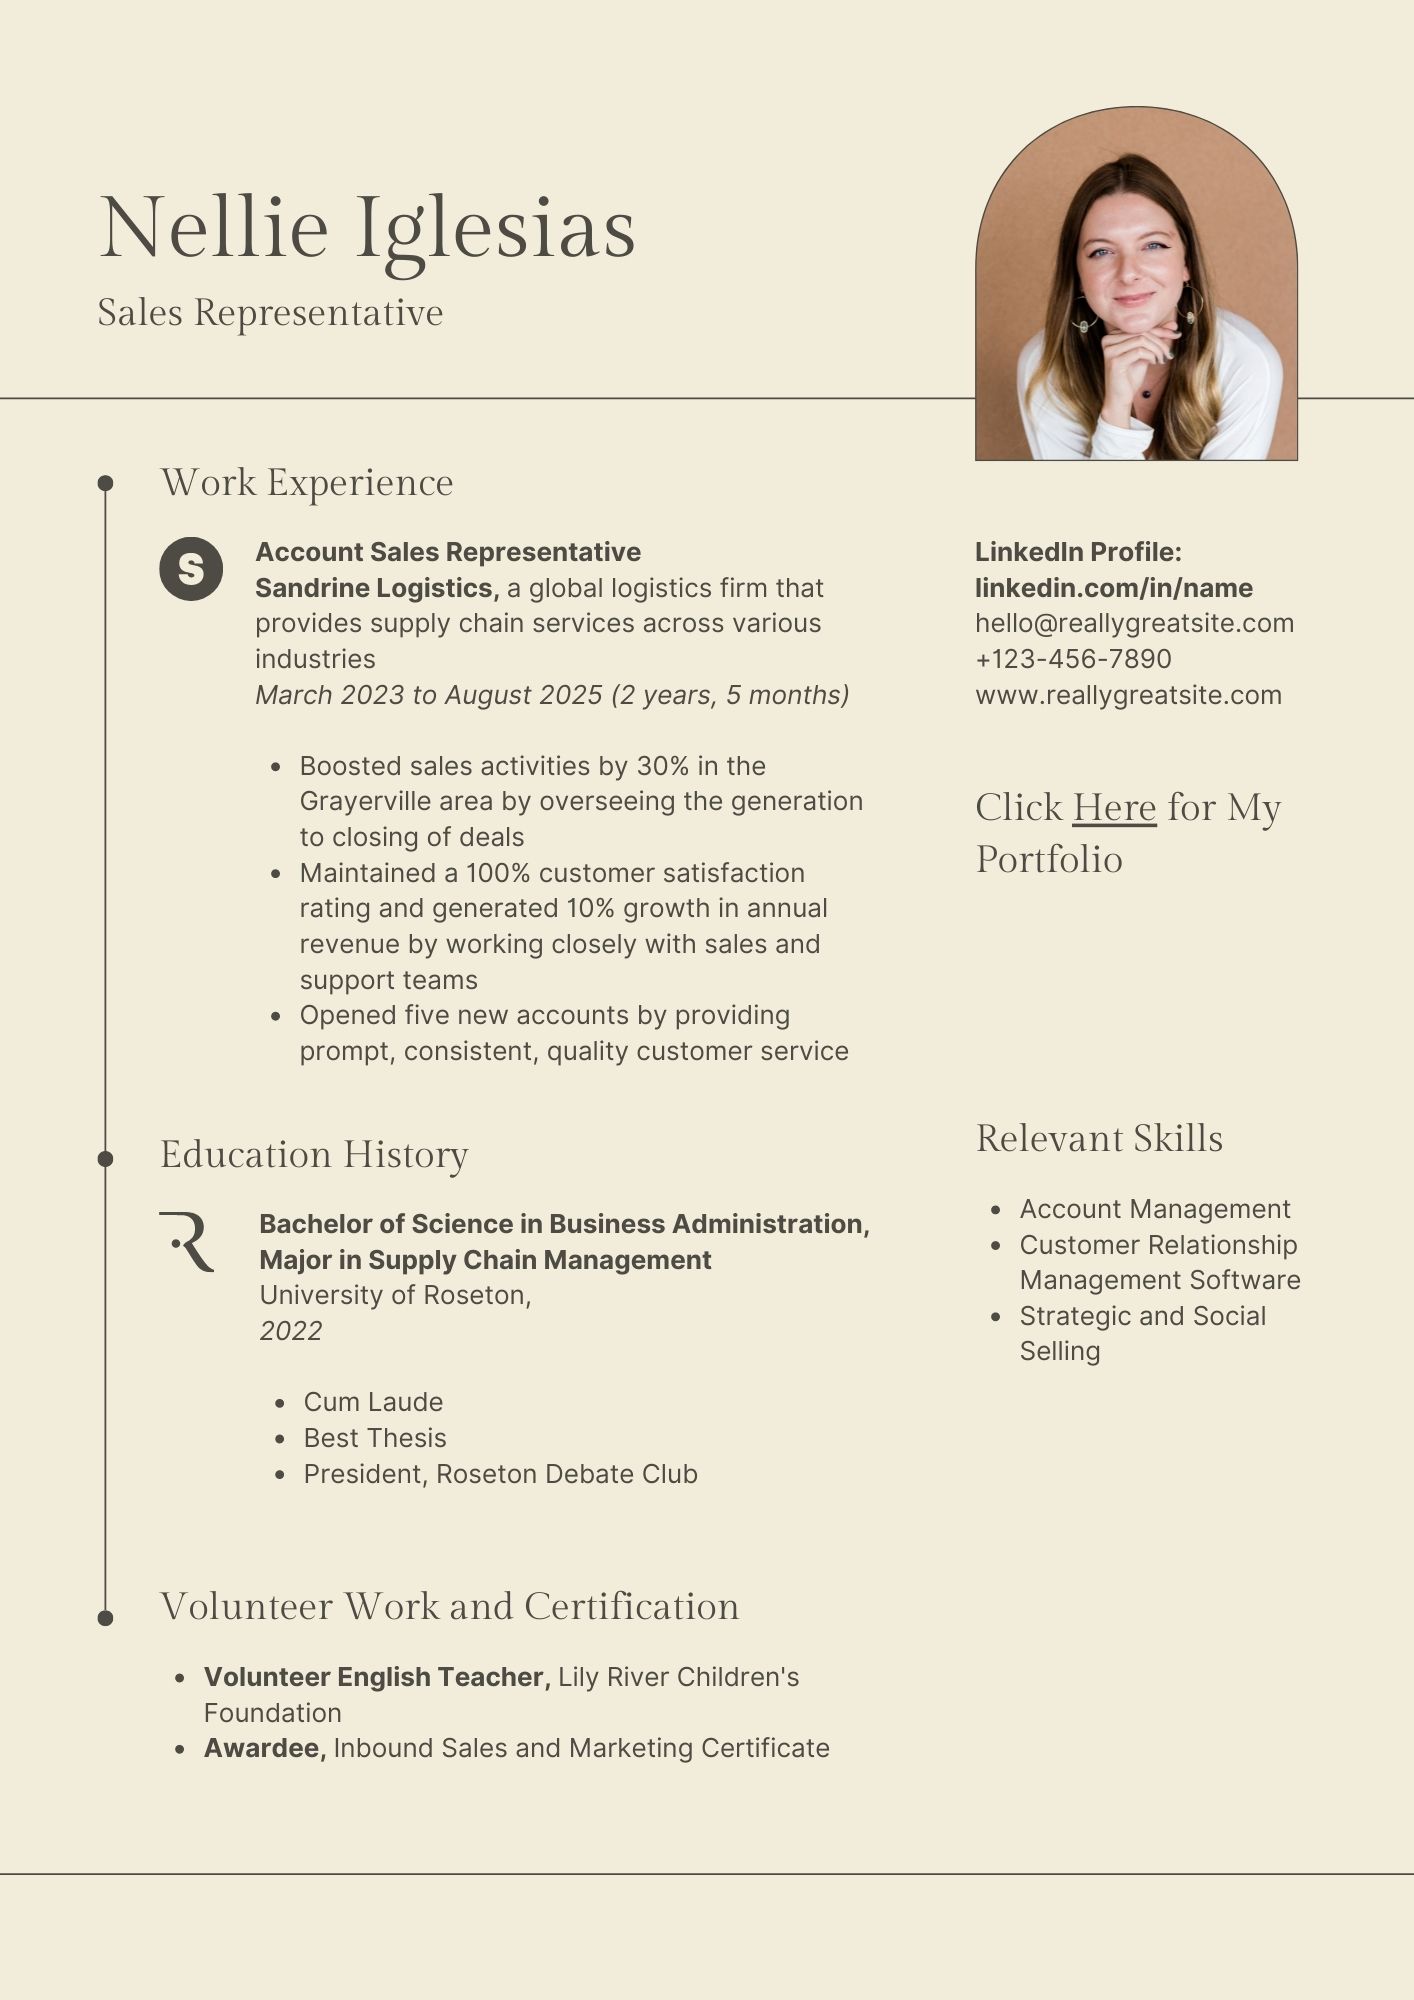 Nellie Iglesias
Sales Representative
Work Experience
S
Account Sales Representative
Sandrine Logistics, a global logistics firm that
provides supply chain services across various
industries
March 2023 to August 2025 (2 years, 5 months)
• Boosted sales activities by 30% in the
Grayerville area by overseeing the generation
to closing of deals
• Maintained a 100% customer satisfaction
rating and generated 10% growth in annual
revenue by working closely with sales and
support teams
• Opened five new accounts by providing
prompt, consistent, quality customer service
Education History
R
Bachelor of Science in Business Administration,
Major in Supply Chain Management
University of Roseton,
2022
• Cum Laude
• Best Thesis
• President, Roseton Debate Club
Volunteer Work and Certification
• Volunteer English Teacher, Lily River Children's
Foundation
• Awardee, Inbound Sales and Marketing Certificate
LinkedIn Profile:
linkedin.com/in/name
hello@reallygreatsite.com
+123-456-7890
www.reallygreatsite.com
Click Here for My
Portfolio
Relevant Skills
• Account Management
• Customer Relationship
Management Software
• Strategic and Social
Selling